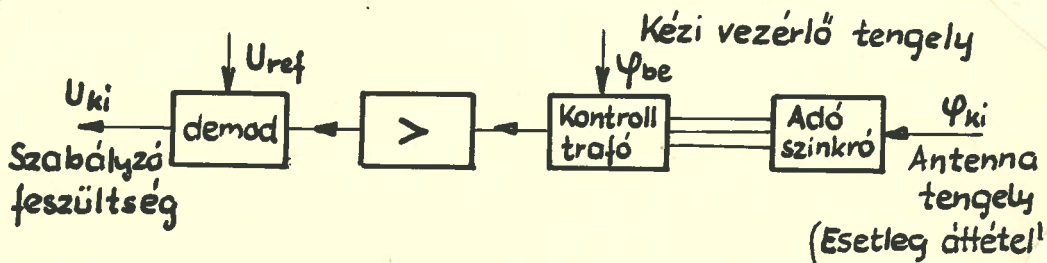 Kézi vezérlő tengely
Uref
φbe
Uki
demod
>
Kontroll
trafó
Adó
szinkró
φki
Szabályzó
feszültség
Antenna
tengely
(Esetleg áttétel)